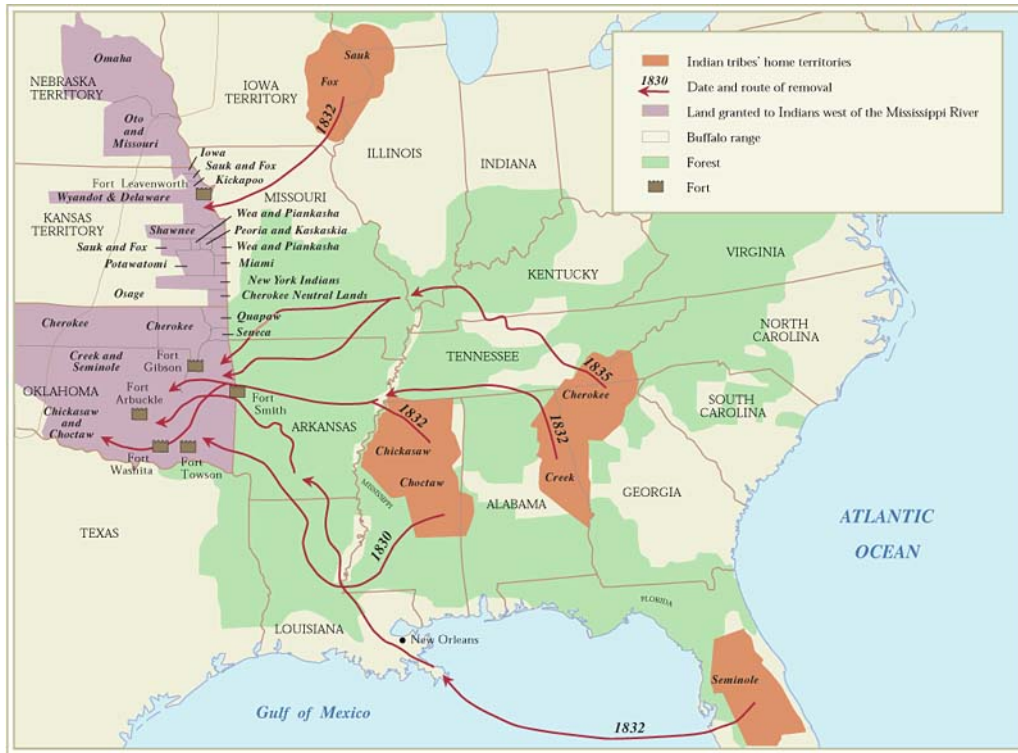 1830
Indian tribes' home territories
Date and route of removal
Land granted to Indians west of the Mississippi River
Buffalo range
Forest
Fort
Omaha
NEBRASKA
TERRITORY
Oto
and
Missouri
IOWA
TERRITORY
Sauk
Fox
1832
ILLINOIS
INDIANA
Iowa
Sauk and Fox
Kickapoo
Fort Leavenworth
Wyandot & Delaware
MISSOURI
KANSAS
TERRITORY
Wea and Piankasha
Shawnee
Peoria and Kaskaskia
Sauk and Fox
Wea and Piankasha
Potawatomi
Miami
New York Indians
Osage
Cherokee Neutral Lands
Quapaw
Seneca
Cherokee
Cherokee
Creek and
Seminole
Fort
Gibson
OKLAHOMA
Fort
Arbuckle
Fort
Smith
Chickasaw
and
Choctaw
Fort
Washita
Fort
Towson
ARKANSAS
KENTUCKY
VIRGINIA
TENNESSEE
NORTH
CAROLINA
SOUTH
CAROLINA
1835
Cherokee
1832
Creek
1832
Chickasaw
Choctaw
MISSISSIPPI
ALABAMA
GEORGIA
1830
TEXAS
LOUISIANA
New Orleans
FLORIDA
Seminole
1832
Gulf of Mexico
ATLANTIC
OCEAN